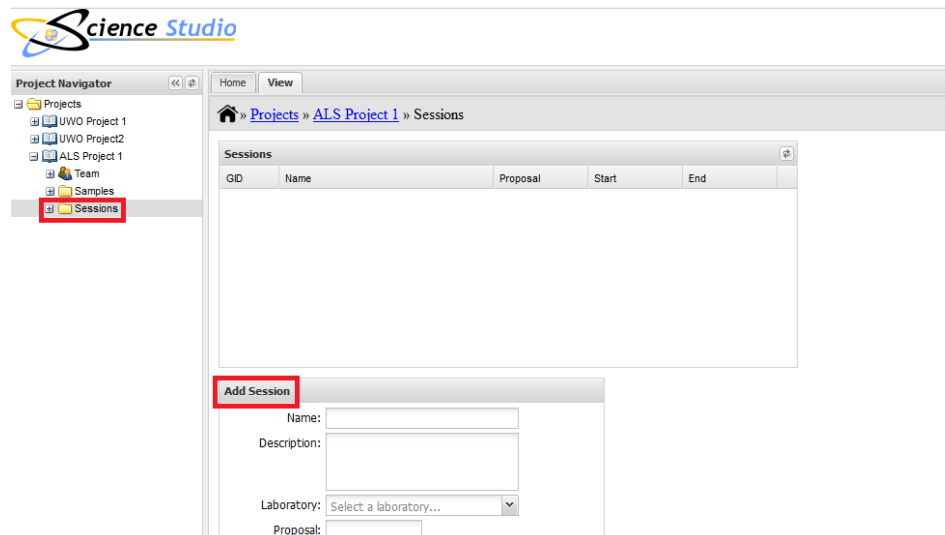 Science Studio
Project Navigator
Projects
UWO Project 1
UWO Project2
ALS Project 1
Team
Samples
Sessions
Home View
» Projects » ALS Project 1 » Sessions
Sessions
GID Name Proposal Start End
Add Session
Name:
Description:
Laboratory: Select a laboratory...
Proposal: